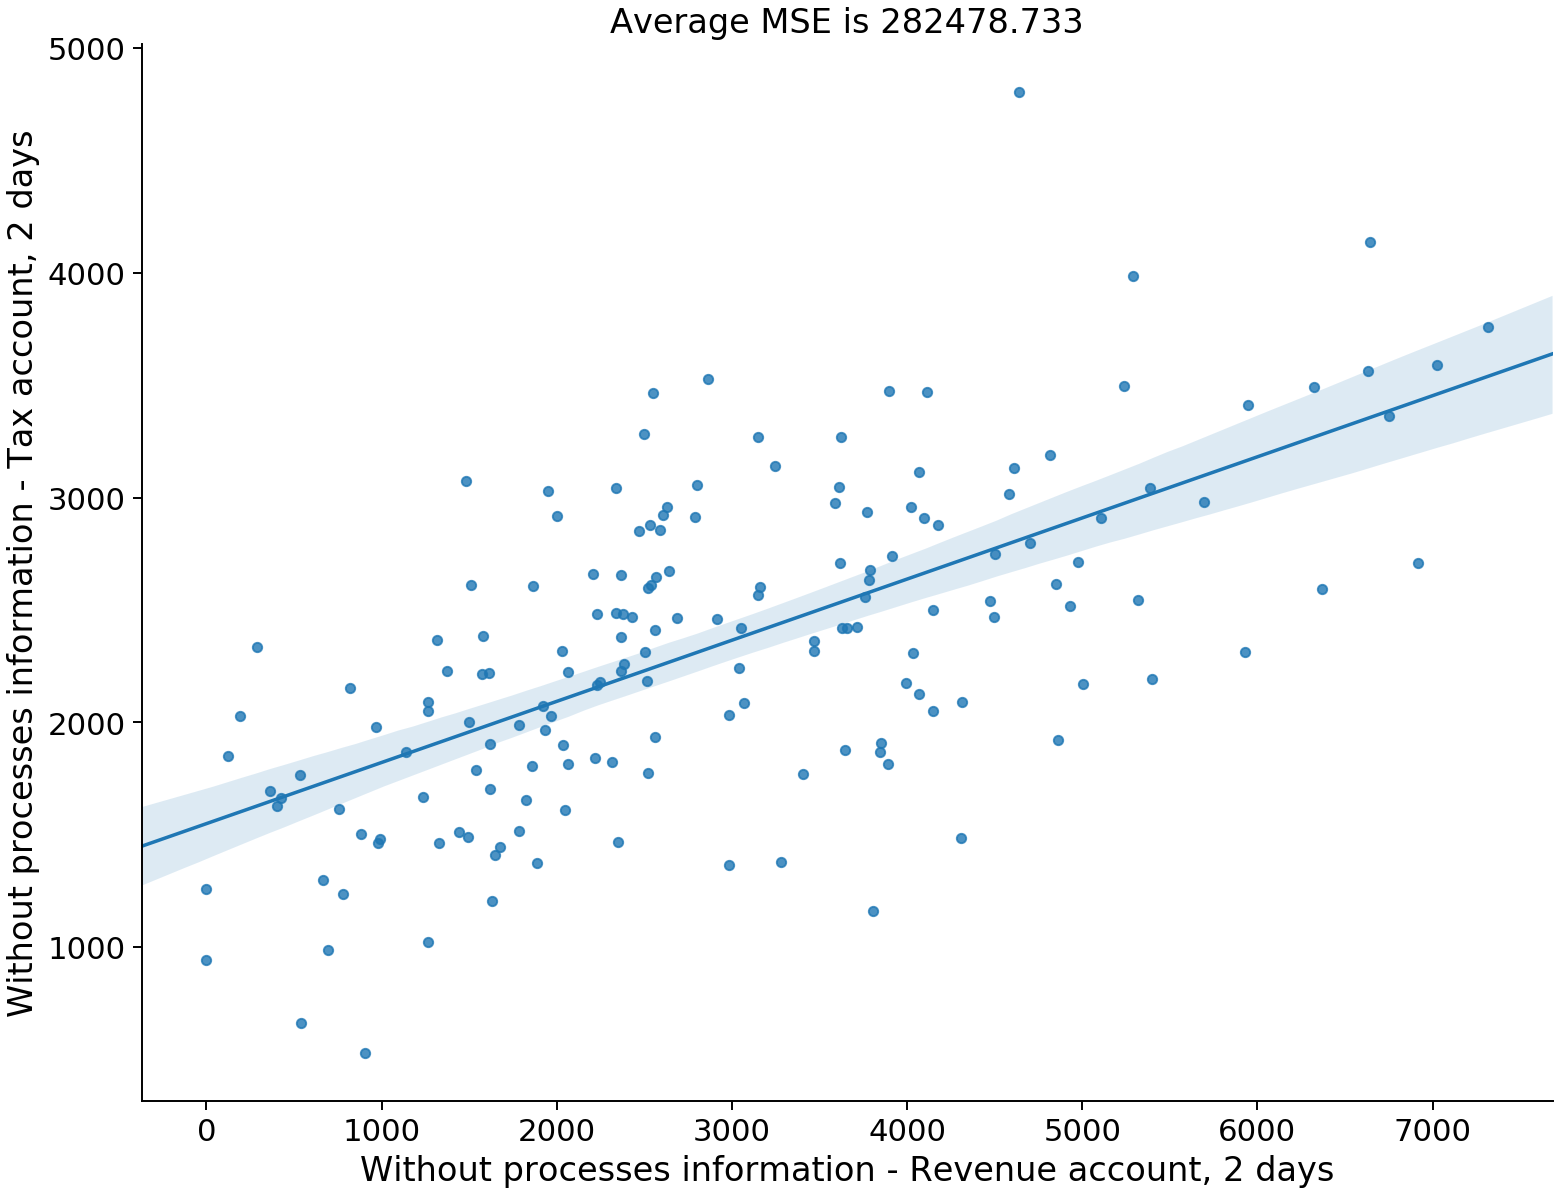 Average MSE is 282478.733
5000
4000
3000
2000
1000
Without processes information - Tax account, 2 days
0 1000 2000 3000 4000 5000 6000 7000
Without processes information - Revenue account, 2 days